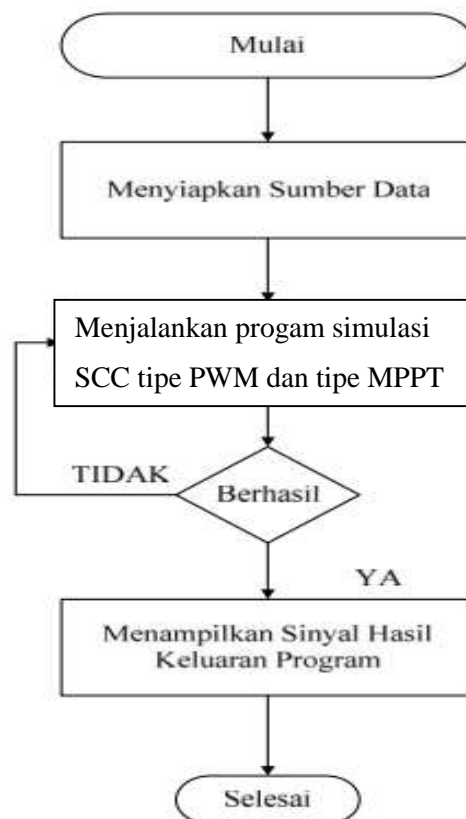 Mulai
Menyiapkan Sumber Data
Menjalankan progam simulasi
SCC tipe PWM dan tipe MPPT
TIDAK
Berhasil
YA
Menampilkan Sinyal Hasil
Keluaran Program
Selesai